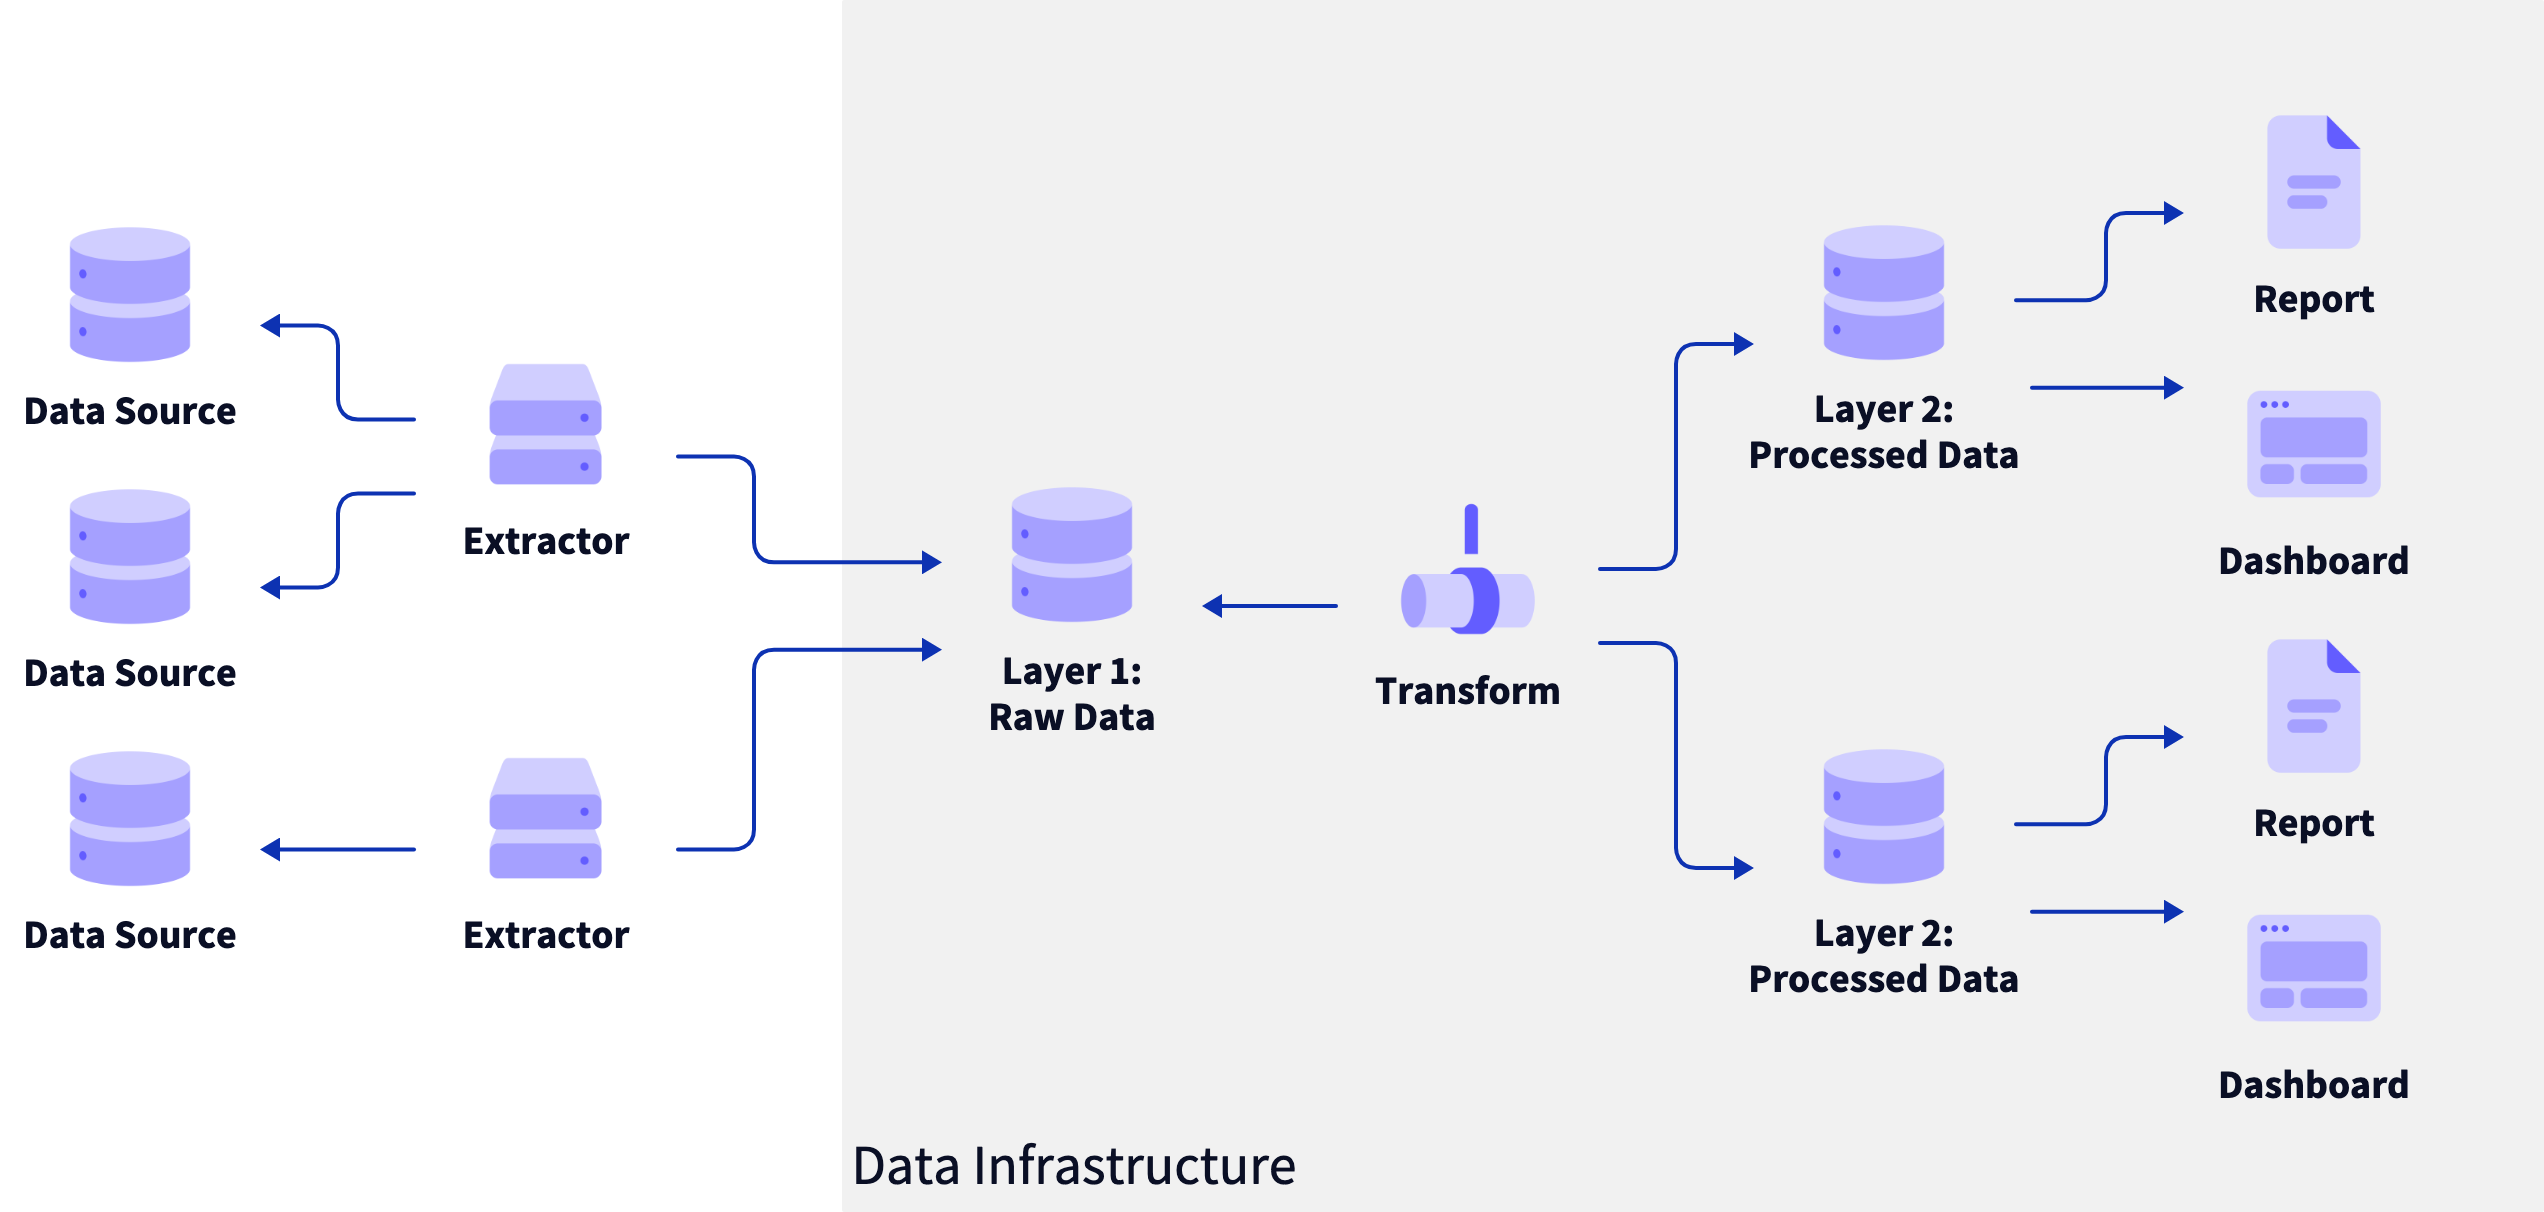 Data Source
Data Source
Data Source
Extractor
Extractor
Layer 1:
Raw Data
Transform
Layer 2:
Processed Data
Layer 2:
Processed Data
Report
Dashboard
Report
Dashboard
Data Infrastructure